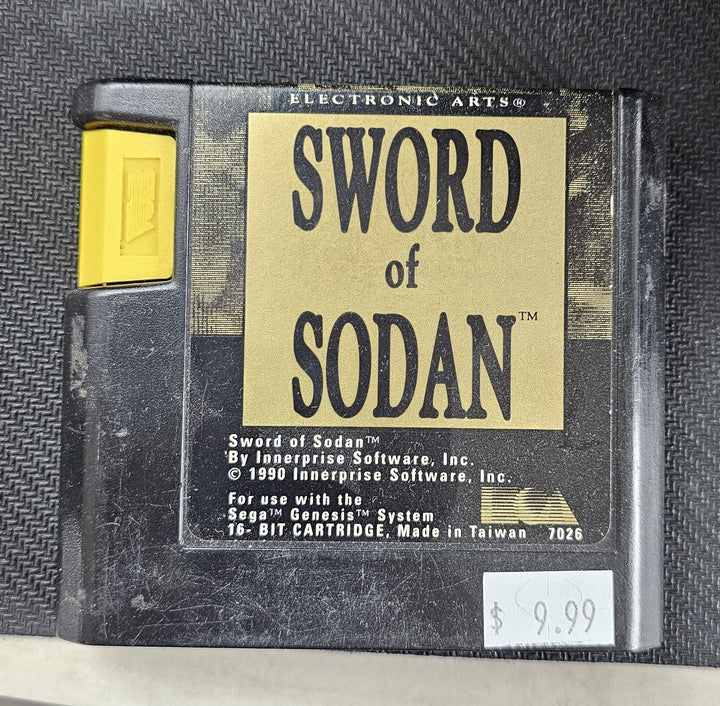 ELECTRONIC ARTS®
SWORD
of
SODAN™
Sword of Sodan™
By Innerprise Software, Inc.
© 1990 Innerprise Software, Inc.
For use with the
Sega™ Genesis™ System
16- BIT CARTRIDGE, Made in Taiwan 7026
$ 9.99